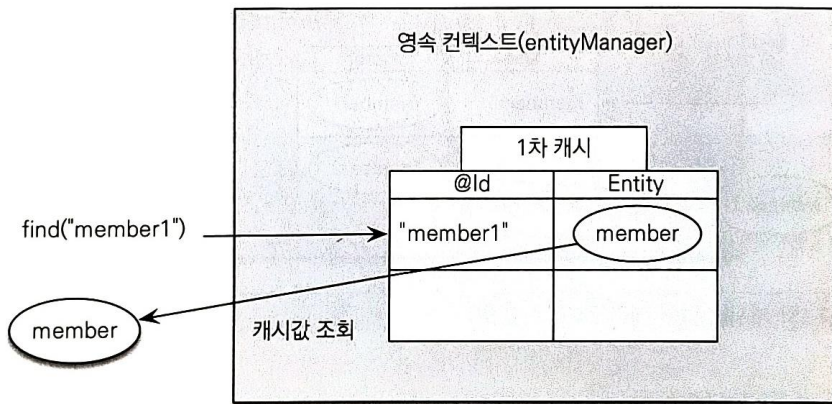 영속 컨텍스트(entityManager)
1차 캐시
@Id Entity
find("member1") "member1" member
member 캐시값 조회